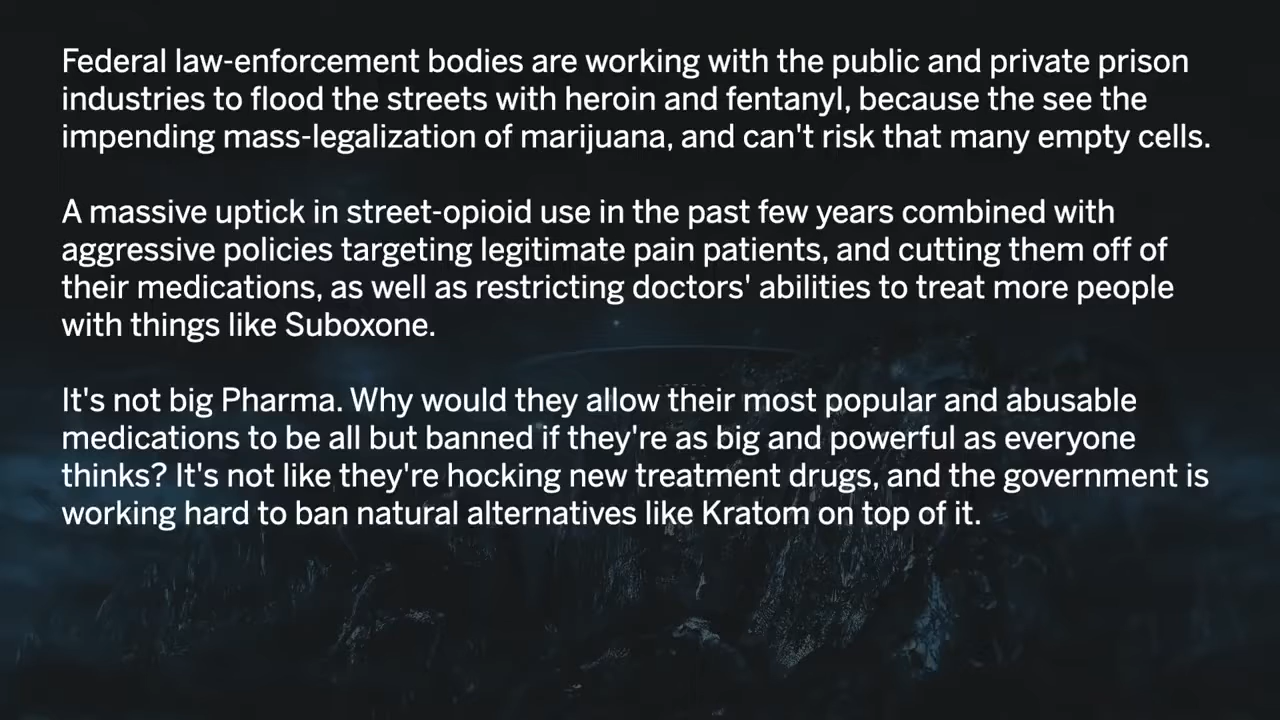 Federal law-enforcement bodies are working with the public and private prison
industries to flood the streets with heroin and fentanyl, because the see the
impending mass-legalization of marijuana, and can't risk that many empty cells.
A massive uptick in street-opioid use in the past few years combined with
aggressive policies targeting legitimate pain patients, and cutting them off of
their medications, as well as restricting doctors' abilities to treat more people
with things like Suboxone.
It's not big Pharma. Why would they allow their most popular and abusable
medications to be all but banned if they're as big and powerful as everyone
thinks? It's not like they're hocking new treatment drugs, and the government is
working hard to ban natural alternatives like Kratom on top of it.